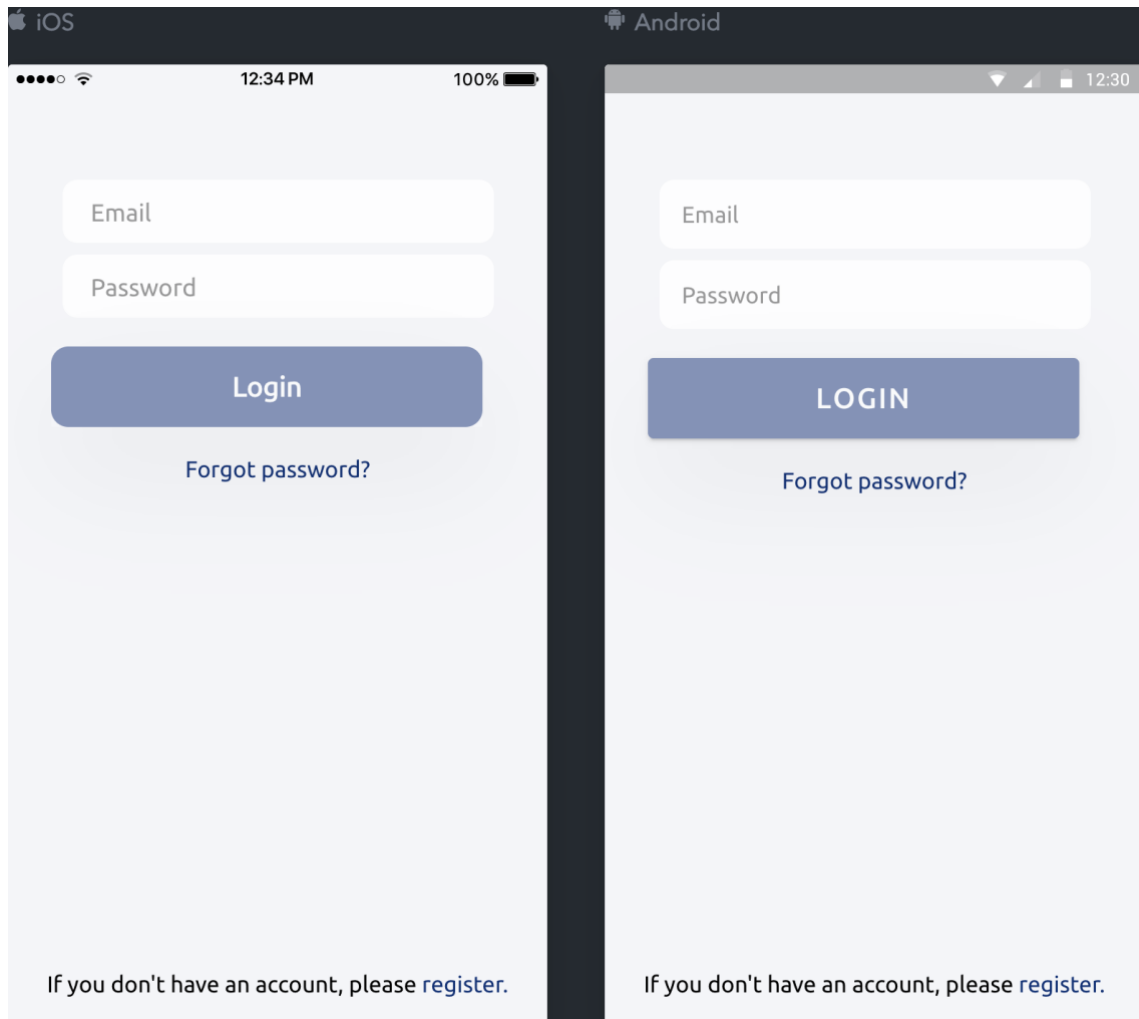 iOS
12:34 PM
100%
Email
Password
Login
Forgot password?
If you don't have an account, please register.
Android
12:30
Email
Password
LOGIN
Forgot password?
If you don't have an account, please register.